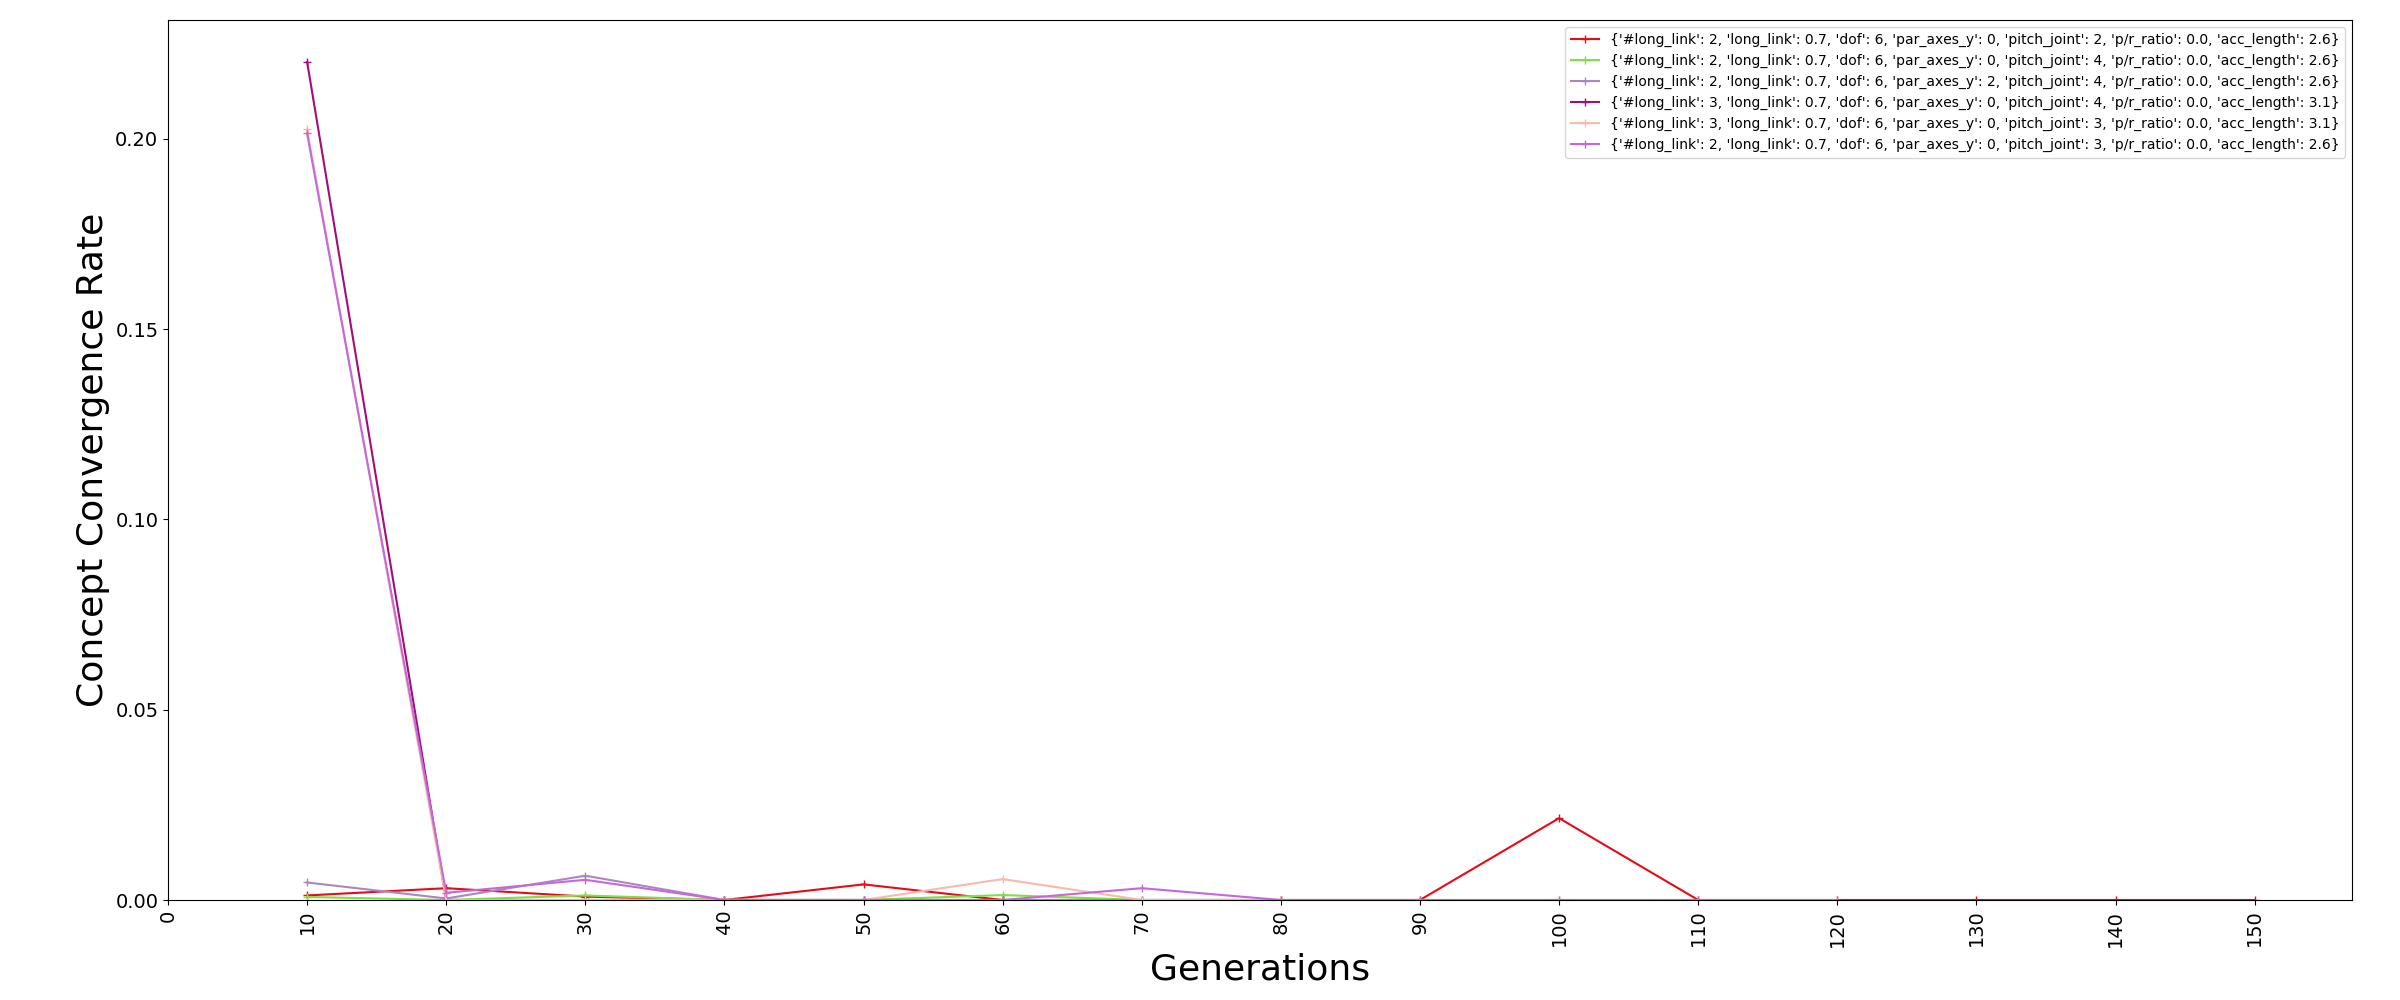 {'#long_link': 2, 'long_link': 0.7, 'dof': 6, 'par_axes_y': 0, 'pitch_joint': 2, 'p/r_ratio': 0.0, 'acc_length': 2.6}
{'#long_link': 2, 'long_link': 0.7, 'dof': 6, 'par_axes_y': 0, 'pitch_joint': 4, 'p/r_ratio': 0.0, 'acc_length': 2.6}
{'#long_link': 2, 'long_link': 0.7, 'dof': 6, 'par_axes_y': 2, 'pitch_joint': 4, 'p/r_ratio': 0.0, 'acc_length': 2.6}
{'#long_link': 3, 'long_link': 0.7, 'dof': 6, 'par_axes_y': 0, 'pitch_joint': 4, 'p/r_ratio': 0.0, 'acc_length': 3.1}
{'#long_link': 3, 'long_link': 0.7, 'dof': 6, 'par_axes_y': 0, 'pitch_joint': 3, 'p/r_ratio': 0.0, 'acc_length': 3.1}
{'#long_link': 2, 'long_link': 0.7, 'dof': 6, 'par_axes_y': 0, 'pitch_joint': 3, 'p/r_ratio': 0.0, 'acc_length': 2.6}
Concept Convergence Rate
0.20
0.15
0.10
0.05
0.00
0 10 20 30 40 50 60 70 80 90 100 110 120 130 140 150
Generations